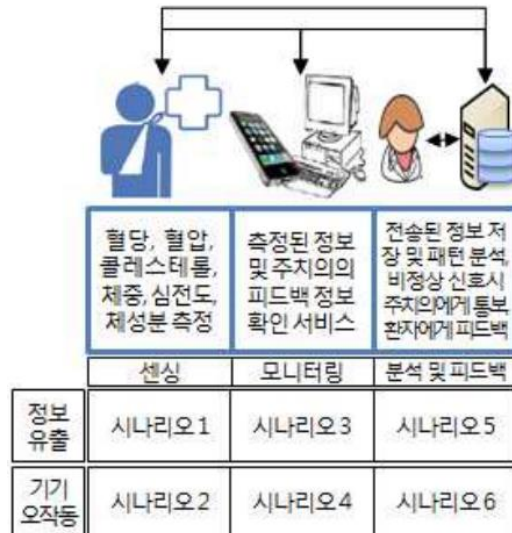 혈당, 혈압,
콜레스테롤,
체중, 심전도,
체성분 측정
측정된 정보
및 주치의의
피드백 정보
확인 서비스
전송된 정보 저
장 및 패턴 분석,
비정상 신호시
주치의에게 통보,
환자에게 피드백
센싱 모니터링 분석 및 피드백
정보
유출
시나리오1 시나리오3 시나리오5
기기
오작동
시나리오2 시나리오4 시나리오6